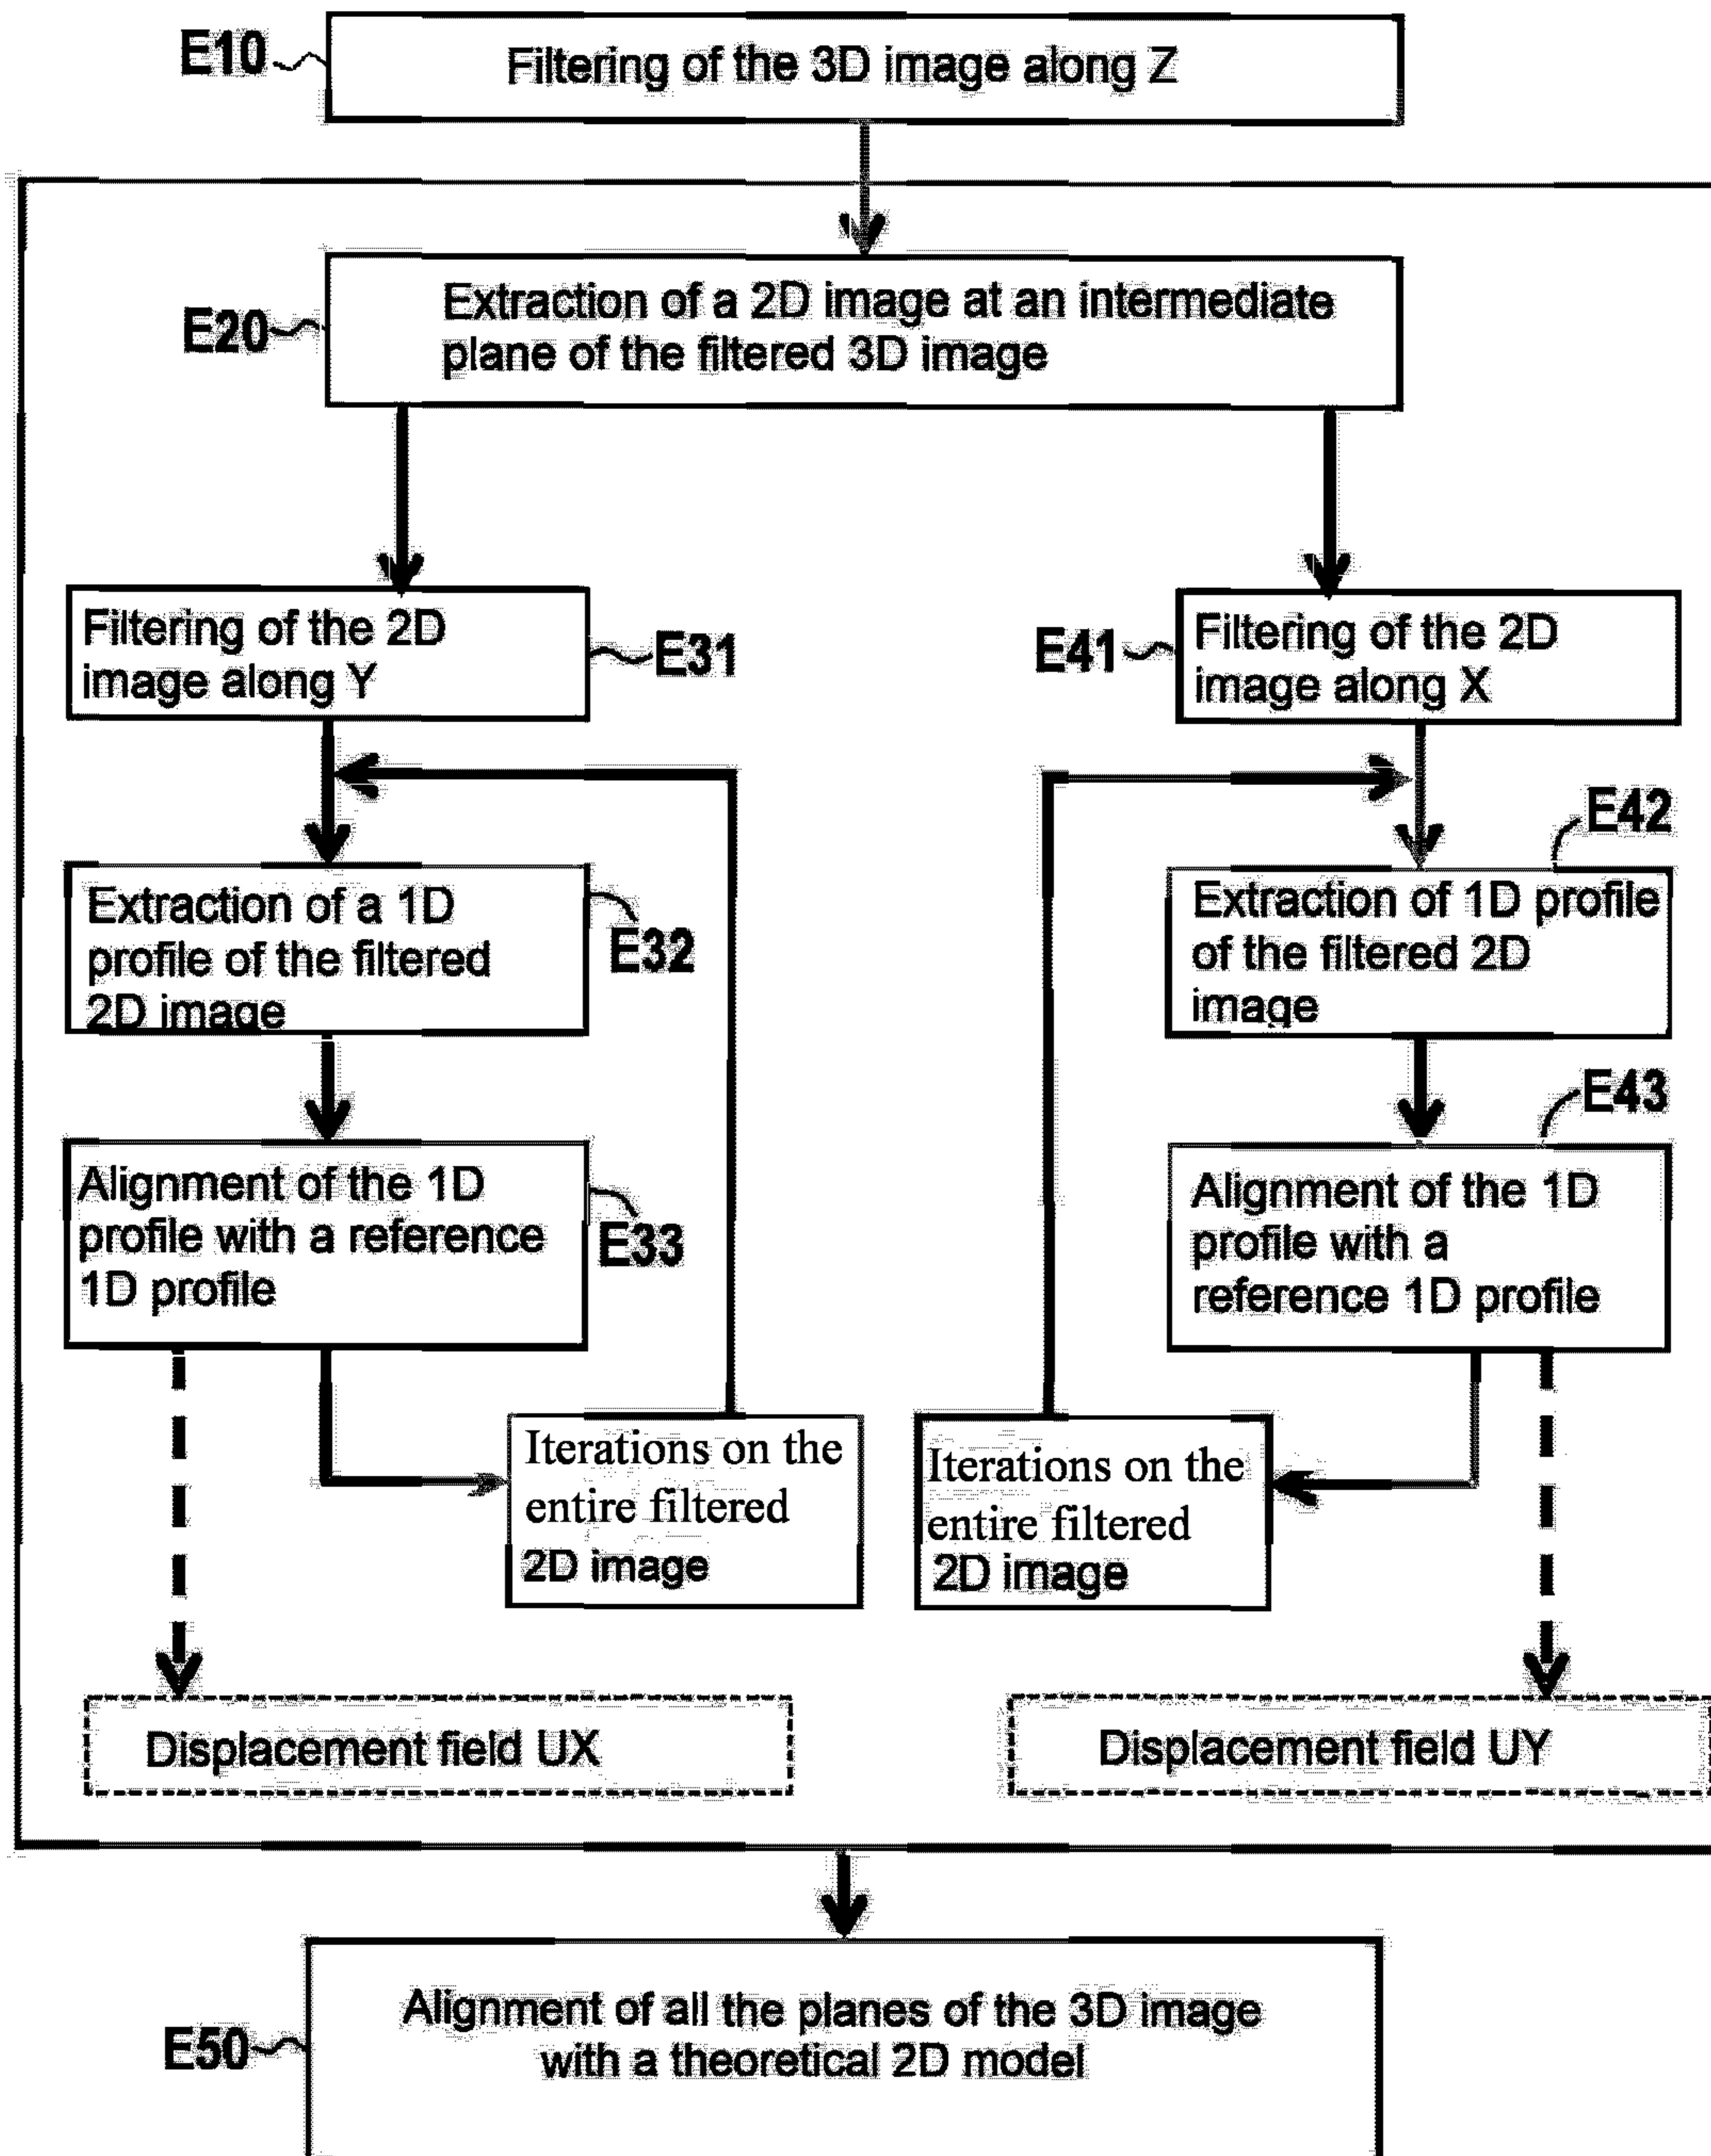 E10
Filtering of the 3D image along Z
E20
Extraction of a 2D image at an intermediate
plane of the filtered 3D image
Filtering of the 2D
image along Y
E31
E41
Filtering of the 2D
image along X
E42
Extraction of a 1D
profile of the filtered
2D image
E32
Extraction of 1D profile
of the filtered 2D
image
E43
Alignment of the 1D
profile with a reference
1D profile
E33
Alignment of the 1D
profile with a
reference 1D profile
Iterations on the
entire filtered
2D image
Iterations on the
entire filtered
2D image
Displacement field UX
Displacement field UY
E50
Alignment of all the planes of the 3D image
with a theoretical 2D model